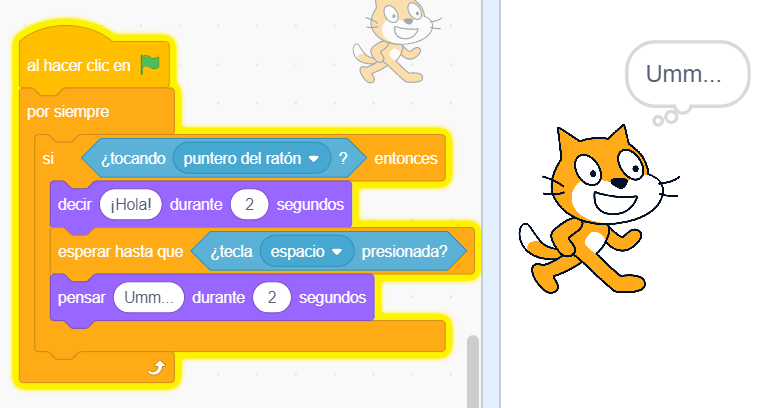 al hacer clic en
por siempre
si ¿tocando puntero del ratón ? entonces
decir ¡Hola! durante 2 segundos
esperar hasta que ¿tecla espacio presionada?
pensar Umm... durante 2 segundos
Umm...